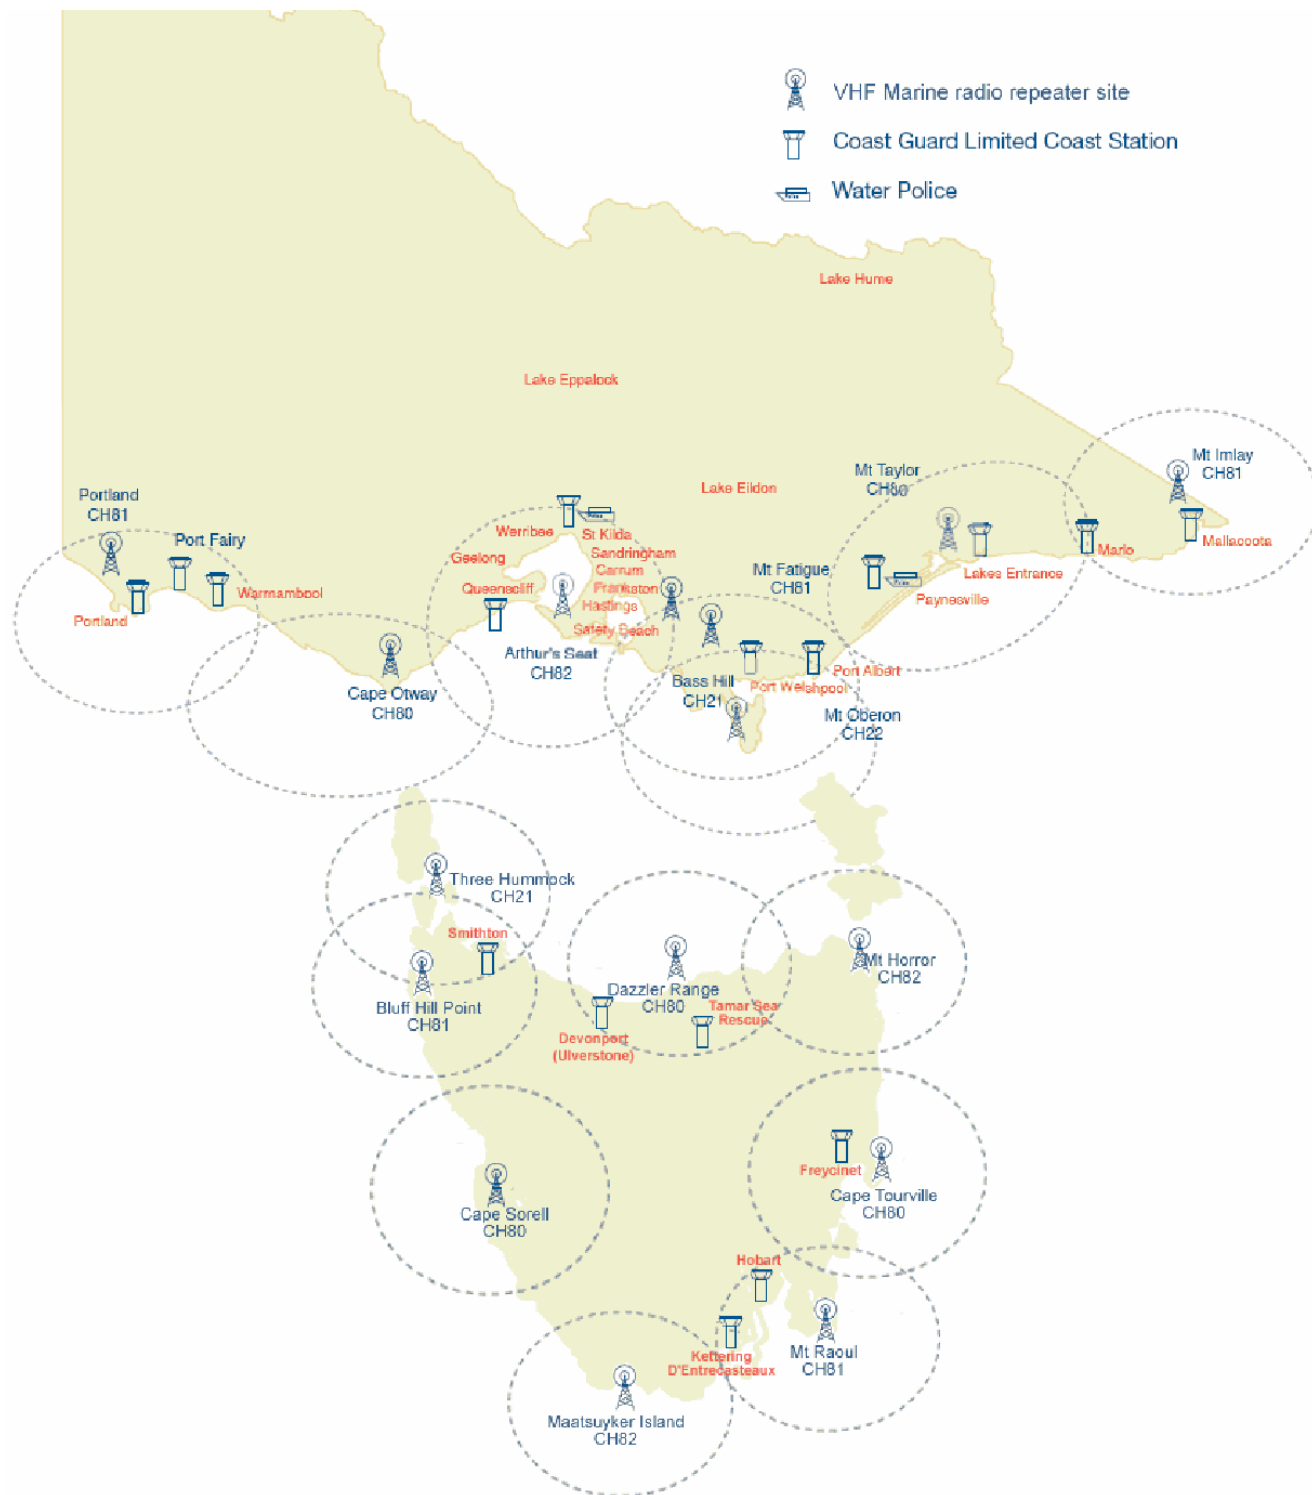 VHF Marine radio repeater site
Coast Guard Limited Coast Station
Water Police
Lake Hume
Lake Eppalock
Mt Imlay
CH81
Mt Taylor
CH80
Lake Eildon
Portland
CH81
Port Fairy
Werribee
St Kilda
Sandringham
Geelong
Carrum
Mt Fatigue
CH81
Marlo
Mallacoota
Lakes Entrance
Queenscliff
Frankston
Hastings
Paynesville
Warrnambool
Portland
Safety Beach
Arthur's Seat
CH82
Port Albert
Bass Hill
CH21
Port Welshpool
Cape Otway
CH80
Mt Oberon
CH22
Three Hummock
CH21
Smithton
Mt Horror
CH82
Dazzler Range
CH80
Bluff Hill Point
CH81
Tamar Sea
Rescue
Devonport
(Ulverstone)
Freycinet
Cape Tourville
CH80
Cape Sorell
CH80
Hobart
Kettering
D'Entrecasteaux
Mt Raoul
CH81
Maatsuyker Island
CH82